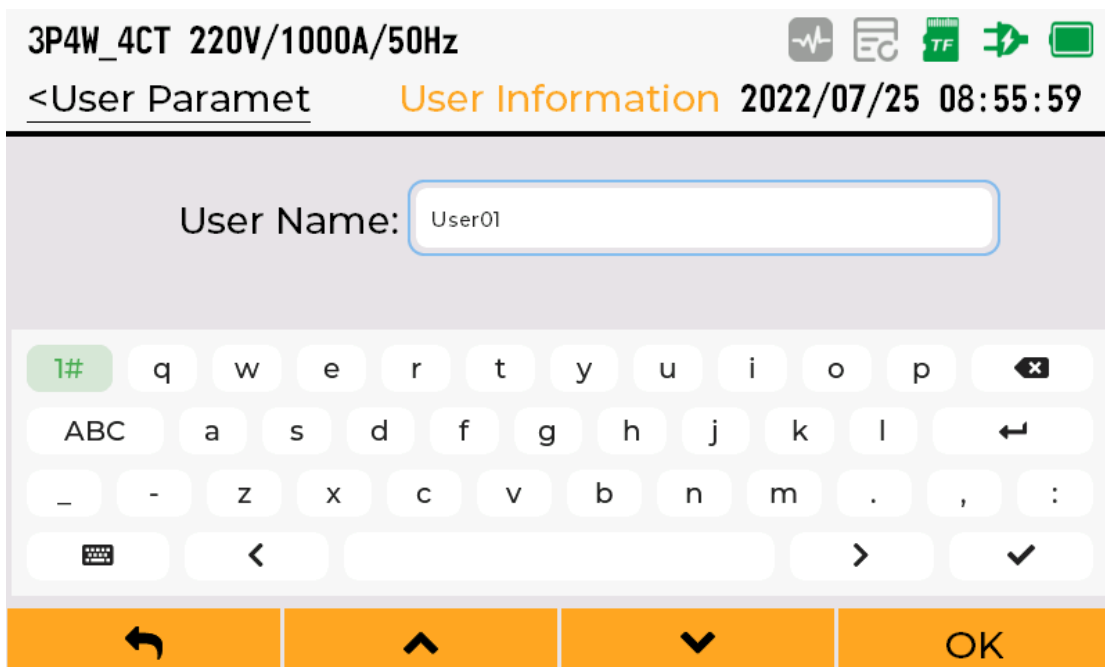 3P4W_4CT 220V/1000A/50Hz TF
<User Paramet User Information 2022/07/25 08:55:59
User Name: User01
1# q w e r t y u i o p
ABC a s d f g h j k l
_ - z x c v b n m . , :
OK